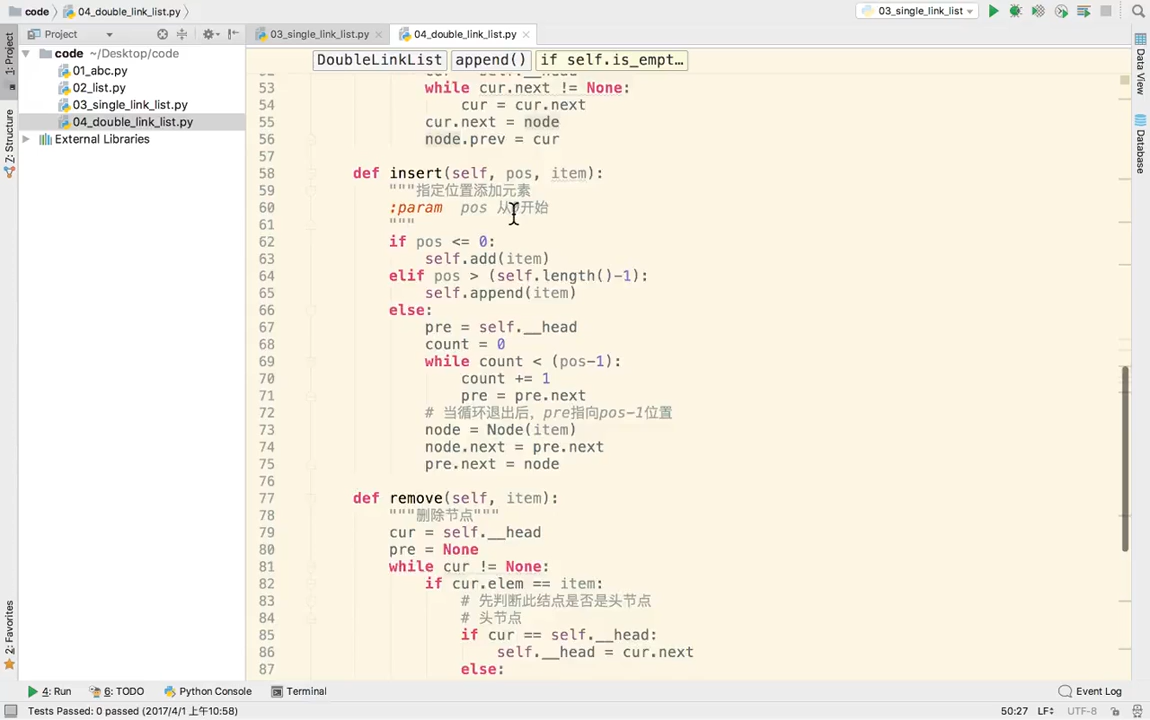 code 04_double_link_list.py 03_single_link_list
1: Project
Z: Structure
2: Favorites
Project
code ~/Desktop/code
01_abc.py
02_list.py
03_single_link_list.py
04_double_link_list.py
External Libraries
03_single_link_list.py 04_double_link_list.py
DoubleLinkList append() if self.is_empt…
53 while cur.next != None:
54 cur = cur.next
55 cur.next = node
56 node.prev = cur
57
58 def insert(self, pos, item):
59 """指定位置添加元素
60 :param pos 从0开始
61 """
62 if pos <= 0:
63 self.add(item)
64 elif pos > (self.length()-1):
65 self.append(item)
66 else:
67 pre = self.__head
68 count = 0
69 while count < (pos-1):
70 count += 1
71 pre = pre.next
72 # 当循环退出后，pre指向pos-1位置
73 node = Node(item)
74 node.next = pre.next
75 pre.next = node
76
77 def remove(self, item):
78 """删除节点"""
79 cur = self.__head
80 pre = None
81 while cur != None:
82 if cur.elem == item:
83 # 先判断此结点是否是头节点
84 # 头节点
85 if cur == self.__head:
86 self.__head = cur.next
87 else:
Data View
Database
4: Run 6: TODO Python Console Terminal Event Log
Tests Passed: 0 passed (2017/4/1 上午10:58) 50:27 LF UTF-8